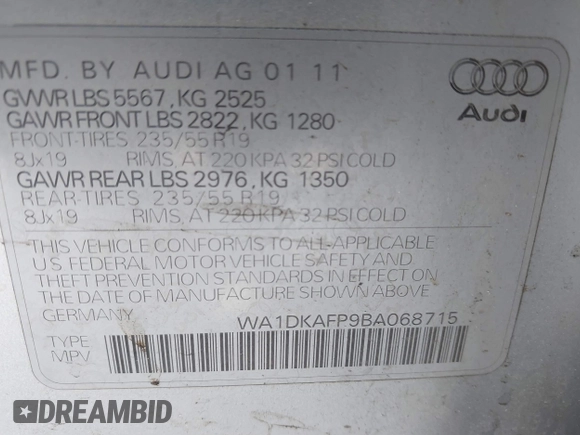 MFD. BY AUDI AG 01 11
GVWR LBS 5567, KG 2525
GAWR FRONT LBS 2822, KG 1280
FRONT-TIRES 235/55 R19
8Jx19 RIMS, AT 220 KPA 32 PSI COLD
GAWR REAR LBS 2976, KG 1350
REAR-TIRES 235/55 R19
8Jx19 RIMS, AT 220 KPA 32 PSI COLD
Audi
THIS VEHICLE CONFORMS TO ALL APPLICABLE
U S FEDERAL MOTOR VEHICLE SAFETY AND
THEFT PREVENTION STANDARDS IN EFFECT ON
THE DATE OF MANUFACTURE SHOWN ABOVE
GERMANY WA1DKAFP9BA068715
TYPE
MPV
DREAMBID